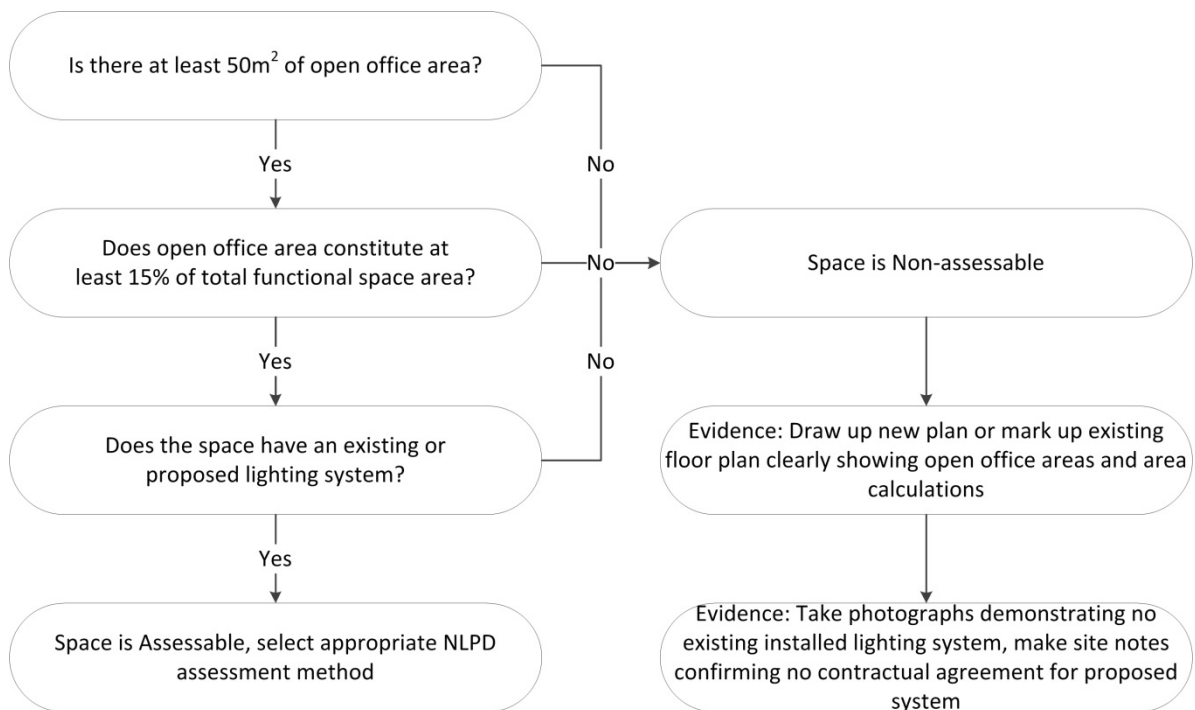 Is there at least 50m² of open office area?
Yes
No
Does open office area constitute at
least 15% of total functional space area?
No
Space is Non-assessable
Yes
No
Does the space have an existing or
proposed lighting system?
Evidence: Draw up new plan or mark up existing
floor plan clearly showing open office areas and area
calculations
Yes
Space is Assessable, select appropriate NLPD
assessment method
Evidence: Take photographs demonstrating no
existing installed lighting system, make site notes
confirming no contractual agreement for proposed
system